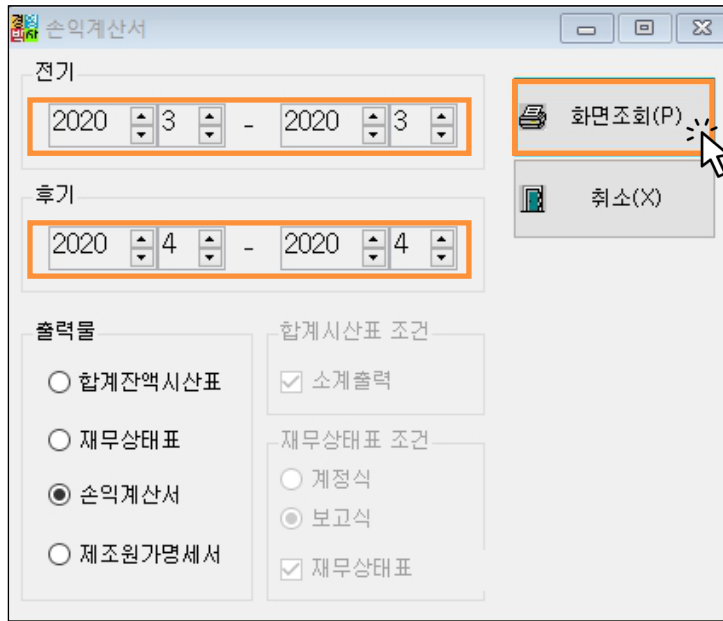 경영박사
손익계산서
전기
2020 3 - 2020 3
화면조회(P)
취소(X)
후기
2020 4 - 2020 4
출력물
합계잔액시산표
재무상태표
손익계산서
제조원가명세서
합계시산표 조건
소계출력
재무상태표 조건
계정식
보고식
재무상태표